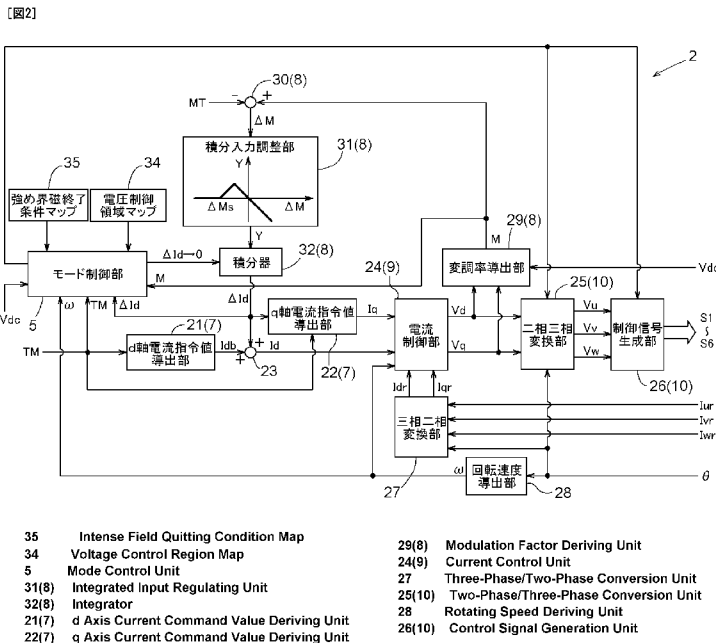 [図2]
2
30(8)
MT
−
+
ΔM
積分入力調整部
Y
ΔMs
ΔM
31(8)
35
34
強め界磁終了
条件マップ
電圧制御
領域マップ
Y
M
29(8)
変調率導出部
Vdc
モード制御部
ΔId→0
積分器
32(8)
M
24(9)
25(10)
Vdc
5
ω
TM
ΔId
ΔId
21(7)
q軸電流指令値
導出部
Iq
電流
制御部
Vd
Vq
二相三相
変換部
Vu
Vv
Vw
制御信号
生成部
S1
~
S6
TM
d軸電流指令値
導出部
Idb
+
+
Id
23
22(7)
26(10)
Idr
Iqr
三相二相
変換部
Iur
Ivr
Iwr
27
ω
回転速度
導出部
28
θ
35 Intense Field Quitting Condition Map
34 Voltage Control Region Map
5 Mode Control Unit
31(8) Integrated Input Regulating Unit
32(8) Integrator
21(7) d Axis Current Command Value Deriving Unit
22(7) q Axis Current Command Value Deriving Unit
29(8) Modulation Factor Deriving Unit
24(9) Current Control Unit
27 Three-Phase/Two-Phase Conversion Unit
25(10) Two-Phase/Three-Phase Conversion Unit
28 Rotating Speed Deriving Unit
26(10) Control Signal Generation Unit